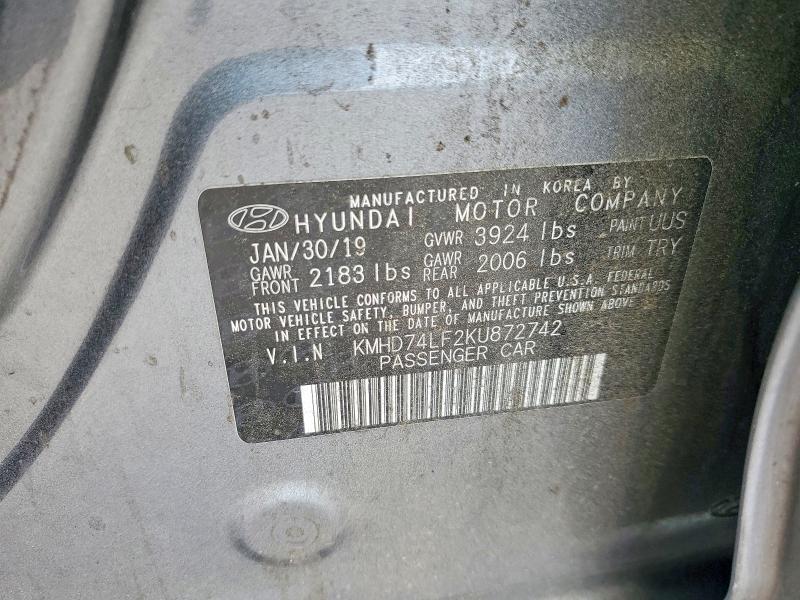 MANUFACTURED IN KOREA BY
HYUNDAI MOTOR COMPANY
JAN/30/19 GVWR 3924 lbs PAINT UUS
GAWR FRONT 2183 lbs GAWR REAR 2006 lbs TRIM TRY
THIS VEHICLE CONFORMS TO ALL APPLICABLE U.S.A. FEDERAL
MOTOR VEHICLE SAFETY, BUMPER, AND THEFT PREVENTION STANDARDS
IN EFFECT ON THE DATE OF MANUFACTURE SHOWN ABOVE
V.I.N KMHD74LF2KU872742
PASSENGER CAR